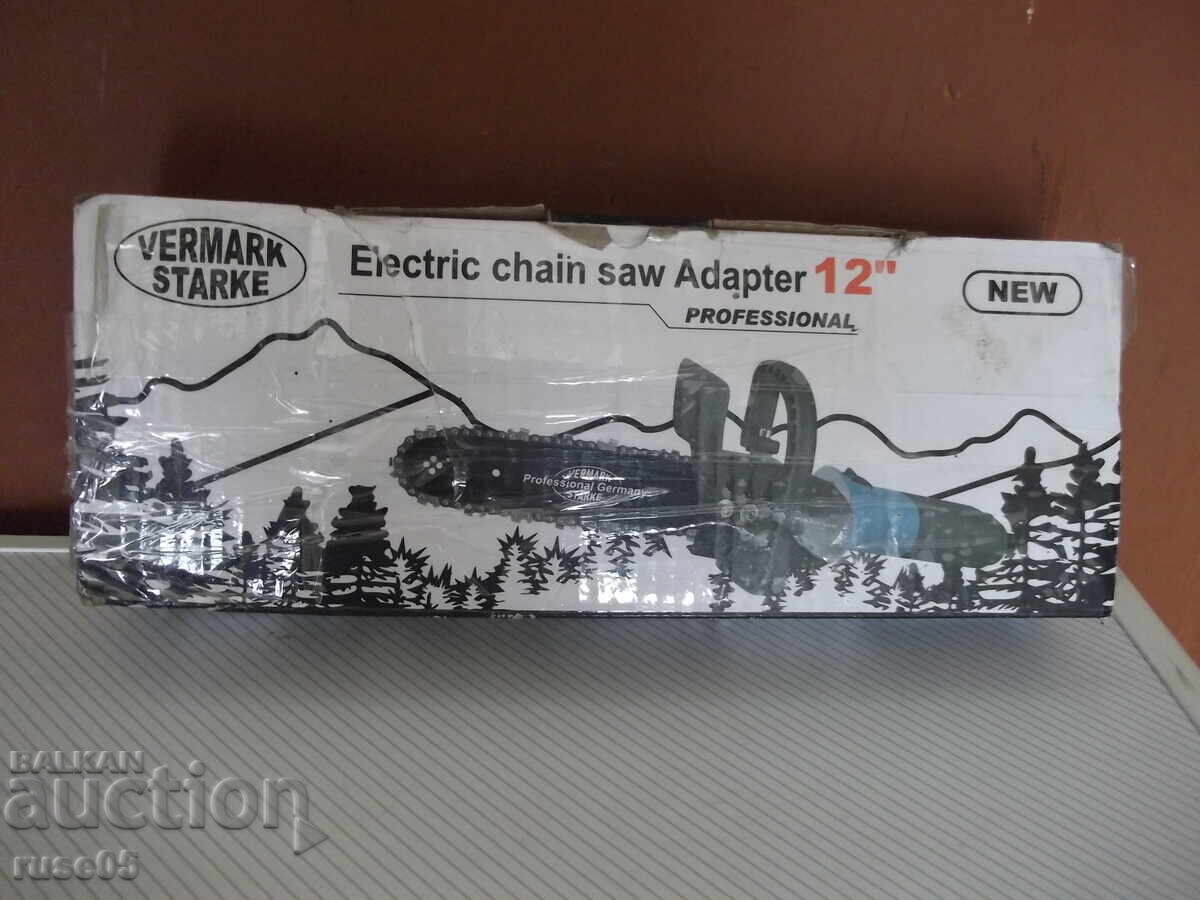 VERMARK
STARKE
Electric chain saw Adapter 12"
PROFESSIONAL
NEW
VERMARK
Professional Germany
STARKE
BALKAN
auction
ruse05